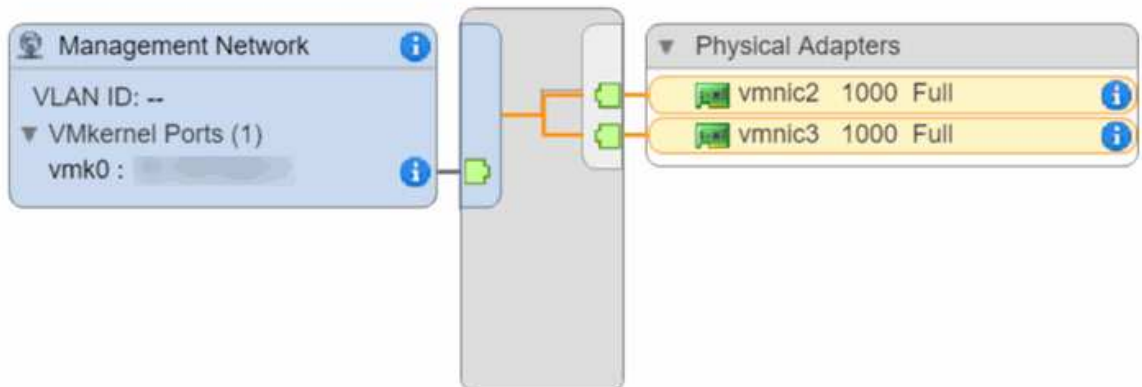 Management Network
VLAN ID: --
VMkernel Ports (1)
vmk0 :
Physical Adapters
vmnic2 1000 Full
vmnic3 1000 Full